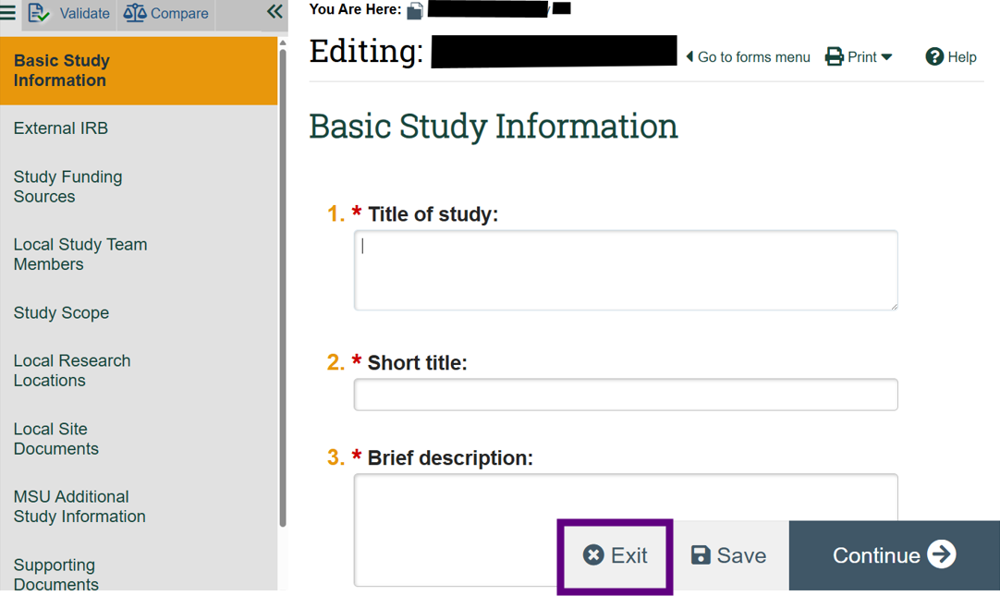 Validate
Compare
Basic Study
Information
External IRB
Study Funding
Sources
Local Study Team
Members
Study Scope
Local Research
Locations
Local Site
Documents
MSU Additional
Study Information
Supporting
Documents
You Are Here:
Editing:
Go to forms menu
Print
Help
Basic Study Information
1. * Title of study:
2. * Short title:
3. * Brief description:
Exit
Save
Continue